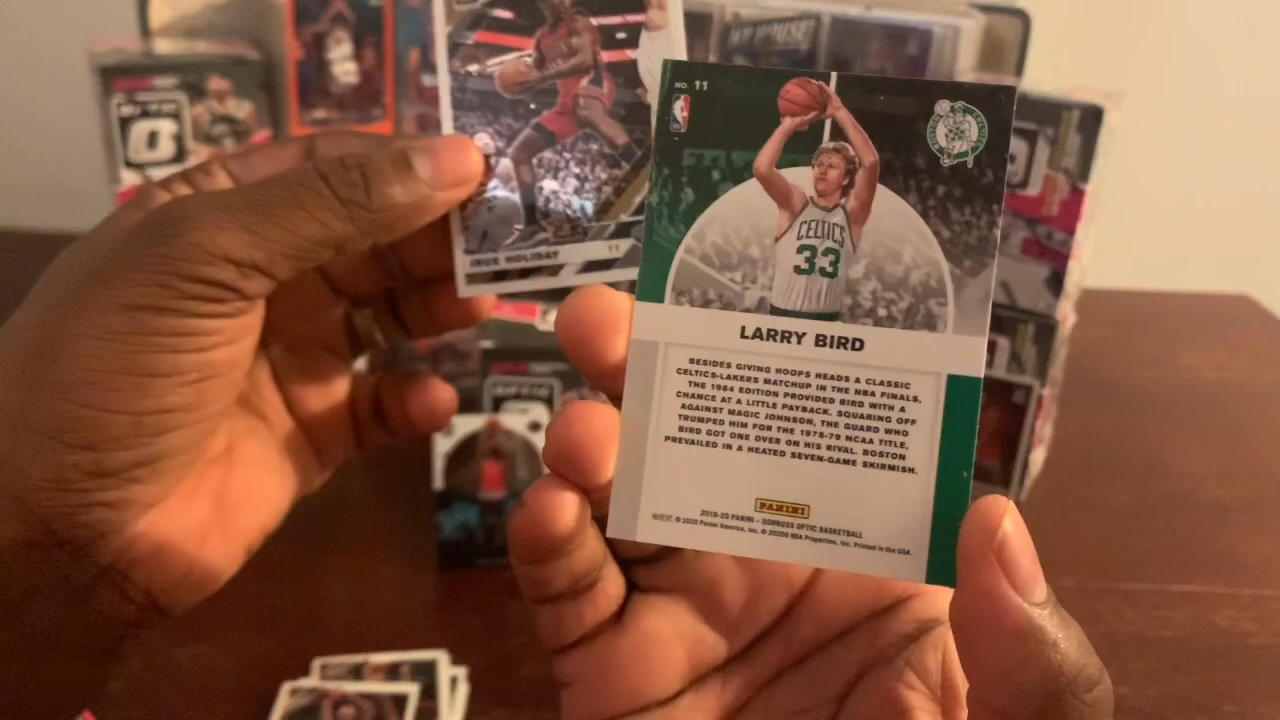 MY HOUSE!
JRUE HOLIDAY 11
NO. 11
CELTICS
33
LARRY BIRD
BESIDES GIVING HOOPS HEADS A CLASSIC
CELTICS-LAKERS MATCHUP IN THE NBA FINALS,
THE 1984 EDITION PROVIDED BIRD WITH A
CHANCE AT A LITTLE PAYBACK. SQUARING OFF
AGAINST MAGIC JOHNSON, THE GUARD WHO
TRUMPED HIM FOR THE 1978-79 NCAA TITLE,
BIRD GOT ONE OVER ON HIS RIVAL. BOSTON
PREVAILED IN A HEATED SEVEN-GAME SKIRMISH.
PANINI
2019-20 PANINI – DONRUSS OPTIC BASKETBALL
© 2020 Panini America, Inc. © 20200 NBA Properties, Inc. Printed in the USA.